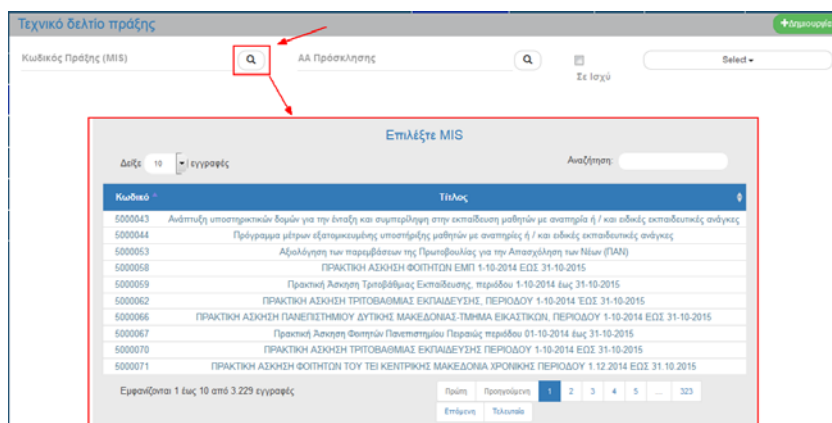 Τεχνικό δελτίο πράξης
+Δημιουργία
Κωδικός Πράξης (MIS)
ΑΑ Πρόσκλησης
Σε Ισχύ
Select
Επιλέξτε MIS
Δείξε 10 εγγραφές
Αναζήτηση:
Κωδικό Τίτλος
5000043 Ανάπτυξη υποστηρικτικών δομών για την ένταξη και συμπερίληψη στην εκπαίδευση μαθητών με αναπηρία ή / και ειδικές εκπαιδευτικές ανάγκες
5000044 Πρόγραμμα μέτρων εξατομικευμένης υποστήριξης μαθητών με αναπηρίες ή / και ειδικές εκπαιδευτικές ανάγκες
5000053 Αξιολόγηση των παρεμβάσεων της Πρωτοβουλίας για την Απασχόληση των Νέων (ΠΑΝ)
5000058 ΠΡΑΚΤΙΚΗ ΑΣΚΗΣΗ ΦΟΙΤΗΤΩΝ ΕΜΠ 1-10-2014 ΕΩΣ 31-10-2015
5000059 Πρακτική Άσκηση Τριτοβάθμιας Εκπαίδευσης, περιόδου 1-10-2014 έως 31-10-2015
5000062 ΠΡΑΚΤΙΚΗ ΑΣΚΗΣΗ ΤΡΙΤΟΒΑΘΜΙΑΣ ΕΚΠΑΙΔΕΥΣΗΣ, ΠΕΡΙΟΔΟΥ 1-10-2014 ΈΩΣ 31-10-2015
5000066 ΠΡΑΚΤΙΚΗ ΑΣΚΗΣΗ ΠΑΝΕΠΙΣΤΗΜΙΟΥ ΔΥΤΙΚΗΣ ΜΑΚΕΔΟΝΙΑΣ-ΤΜΗΜΑ ΕΙΚΑΣΤΙΚΩΝ, ΠΕΡΙΟΔΟΥ 1-10-2014 ΕΩΣ 31-10-2015
5000067 Πρακτική Άσκηση Φοιτητών Πανεπιστημίου Πειραιώς περιόδου 01-10-2014 έως 31-10-2015
5000070 ΠΡΑΚΤΙΚΗ ΑΣΚΗΣΗ ΤΡΙΤΟΒΑΘΜΙΑΣ ΕΚΠΑΙΔΕΥΣΗΣ ΠΕΡΙΟΔΟΥ 1-10-2014 ΕΩΣ 31-10-2015
5000071 ΠΡΑΚΤΙΚΗ ΑΣΚΗΣΗ ΦΟΙΤΗΤΩΝ ΤΟΥ ΤΕΙ ΚΕΝΤΡΙΚΗΣ ΜΑΚΕΔΟΝΙΑ ΧΡΟΝΙΚΗΣ ΠΕΡΙΟΔΟΥ 1.12.2014 ΕΩΣ 31.10.2015
Εμφανίζονται 1 έως 10 από 3.229 εγγραφές
Πρώτη Προηγούμενη 1 2 3 4 5 ... 323
Επόμενη Τελευταία